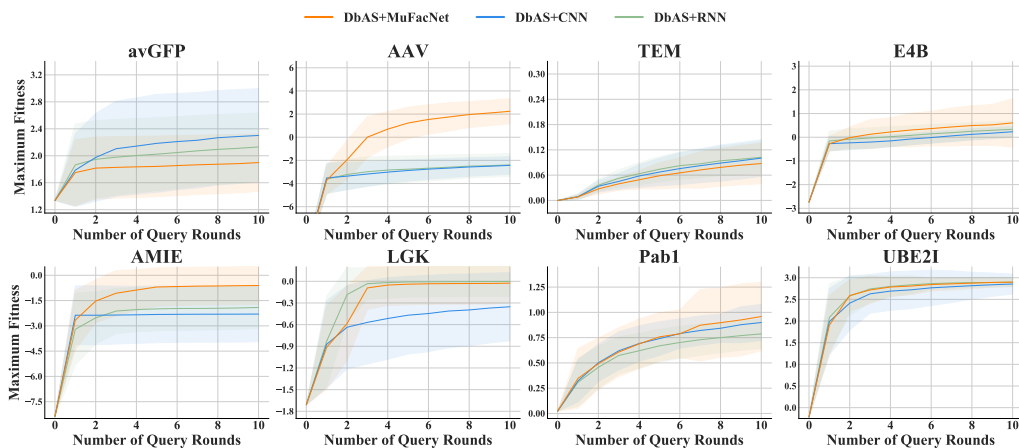 DbAS+MuFacNet DbAS+CNN DbAS+RNN
avGFP AAV TEM E4B
Maximum Fitness
3.2 2.8 2.4 2.0 1.6 1.2
0 2 4 6 8 10
Number of Query Rounds
6 4 2 0 −2 −4 −6
0 2 4 6 8 10
Number of Query Rounds
0.30 0.24 0.18 0.12 0.06 0.00
0 2 4 6 8 10
Number of Query Rounds
3 2 1 0 −1 −2 −3
0 2 4 6 8 10
Number of Query Rounds
AMIE LGK Pab1 UBE2I
Maximum Fitness
0.0 −1.5 −3.0 −4.5 −6.0 −7.5
0 2 4 6 8 10
Number of Query Rounds
0.0 −0.3 −0.6 −0.9 −1.2 −1.5 −1.8
0 2 4 6 8 10
Number of Query Rounds
1.25 1.00 0.75 0.50 0.25 0.00
0 2 4 6 8 10
Number of Query Rounds
3.0 2.5 2.0 1.5 1.0 0.5 0.0
0 2 4 6 8 10
Number of Query Rounds